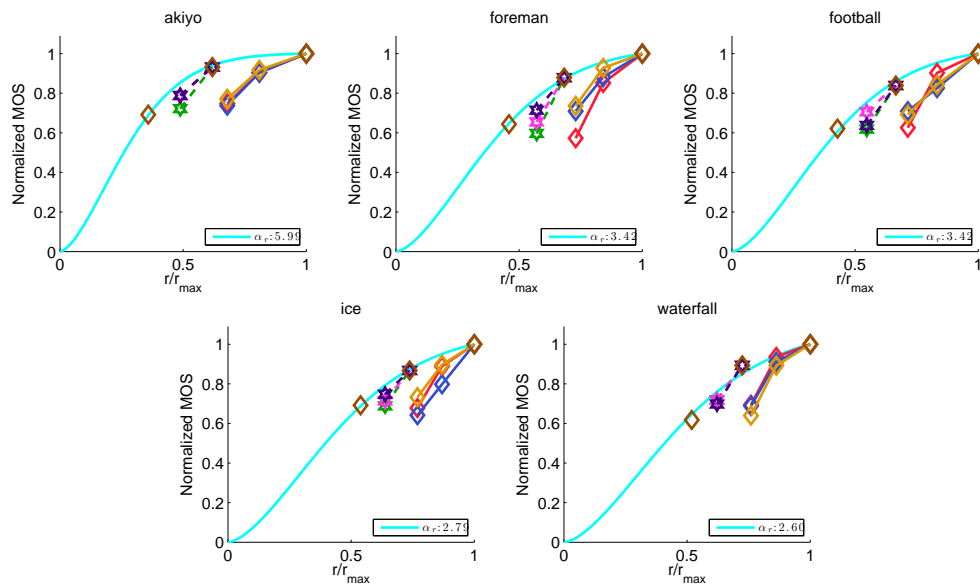 akiyo
foreman
football
Normalized MOS
Normalized MOS
Normalized MOS
1
0.8
0.6
0.4
0.2
0
1
0.8
0.6
0.4
0.2
0
1
0.8
0.6
0.4
0.2
0
α_r:5.99
α_r:3.42
α_r:3.42
0 0.5 1
0 0.5 1
0 0.5 1
r/r_max
r/r_max
r/r_max
ice
waterfall
Normalized MOS
Normalized MOS
1
0.8
0.6
0.4
0.2
0
1
0.8
0.6
0.4
0.2
0
α_r:2.79
α_r:2.60
0 0.5 1
0 0.5 1
r/r_max
r/r_max